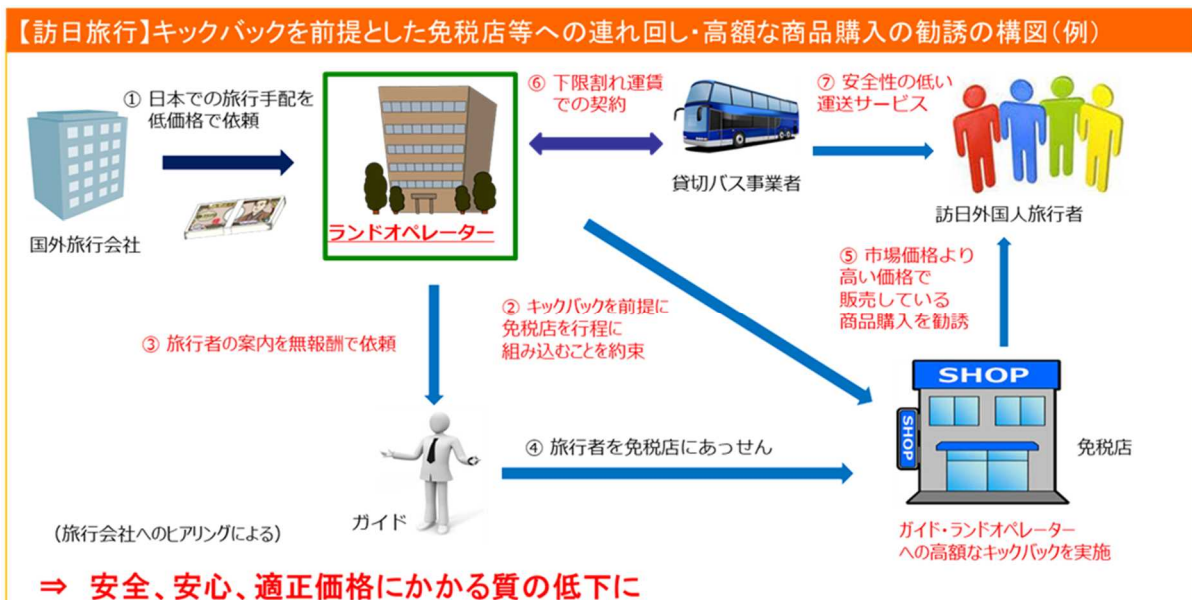 【訪日旅行】キックバックを前提とした免税店等への連れ回し・高額な商品購入の勧誘の構図(例)
① 日本での旅行手配を
低価格で依頼
国外旅行会社
ランドオペレーター
⑥ 下限割れ運賃
での契約
貸切バス事業者
⑦ 安全性の低い
運送サービス
訪日外国人旅行者
② キックバックを前提に
免税店を行程に
組み込むことを約束
③ 旅行者の案内を無報酬で依頼
⑤ 市場価格より
高い価格で
販売している
商品購入を勧誘
ガイド
④ 旅行者を免税店にあっせん
SHOP
SHOP
免税店
ガイド・ランドオペレーター
への高額なキックバックを実施
(旅行会社へのヒアリングによる)
⇒ 安全、安心、適正価格にかかる質の低下に